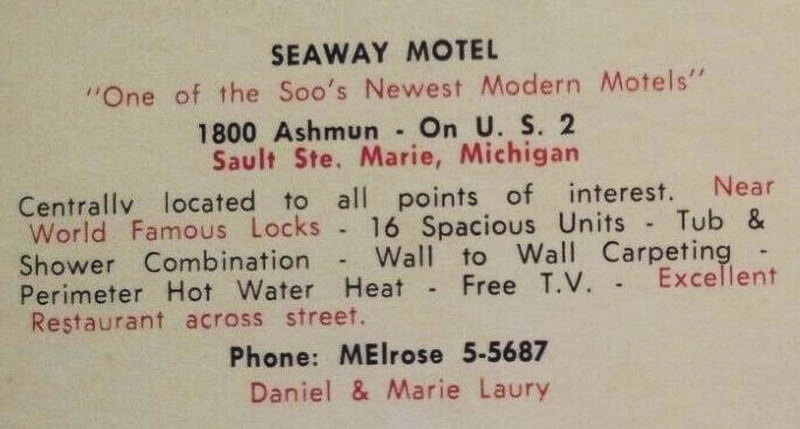 SEAWAY MOTEL
"One of the Soo's Newest Modern Motels"
1800 Ashmun - On U. S. 2
Sault Ste. Marie, Michigan
Centrally located to all points of interest. Near
World Famous Locks - 16 Spacious Units - Tub &
Shower Combination - Wall to Wall Carpeting -
Perimeter Hot Water Heat - Free T.V. - Excellent
Restaurant across street.
Phone: MElrose 5-5687
Daniel & Marie Laury